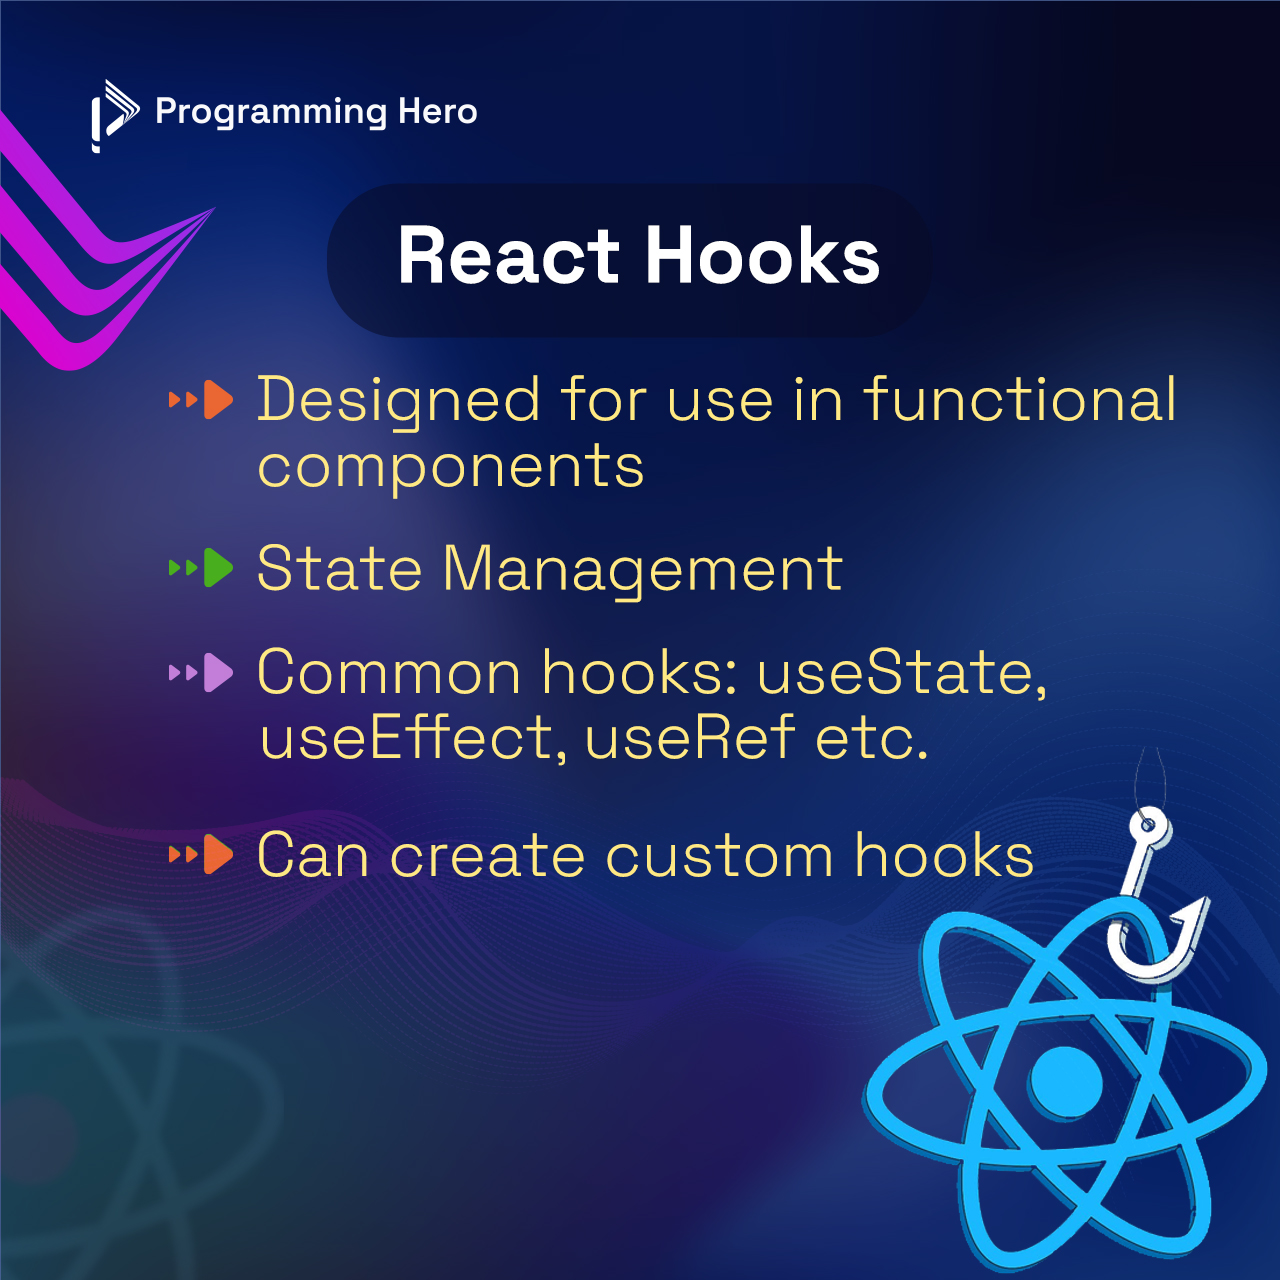 Programming Hero
React Hooks
Designed for use in functional
components
State Management
Common hooks: useState,
useEffect, useRef etc.
Can create custom hooks